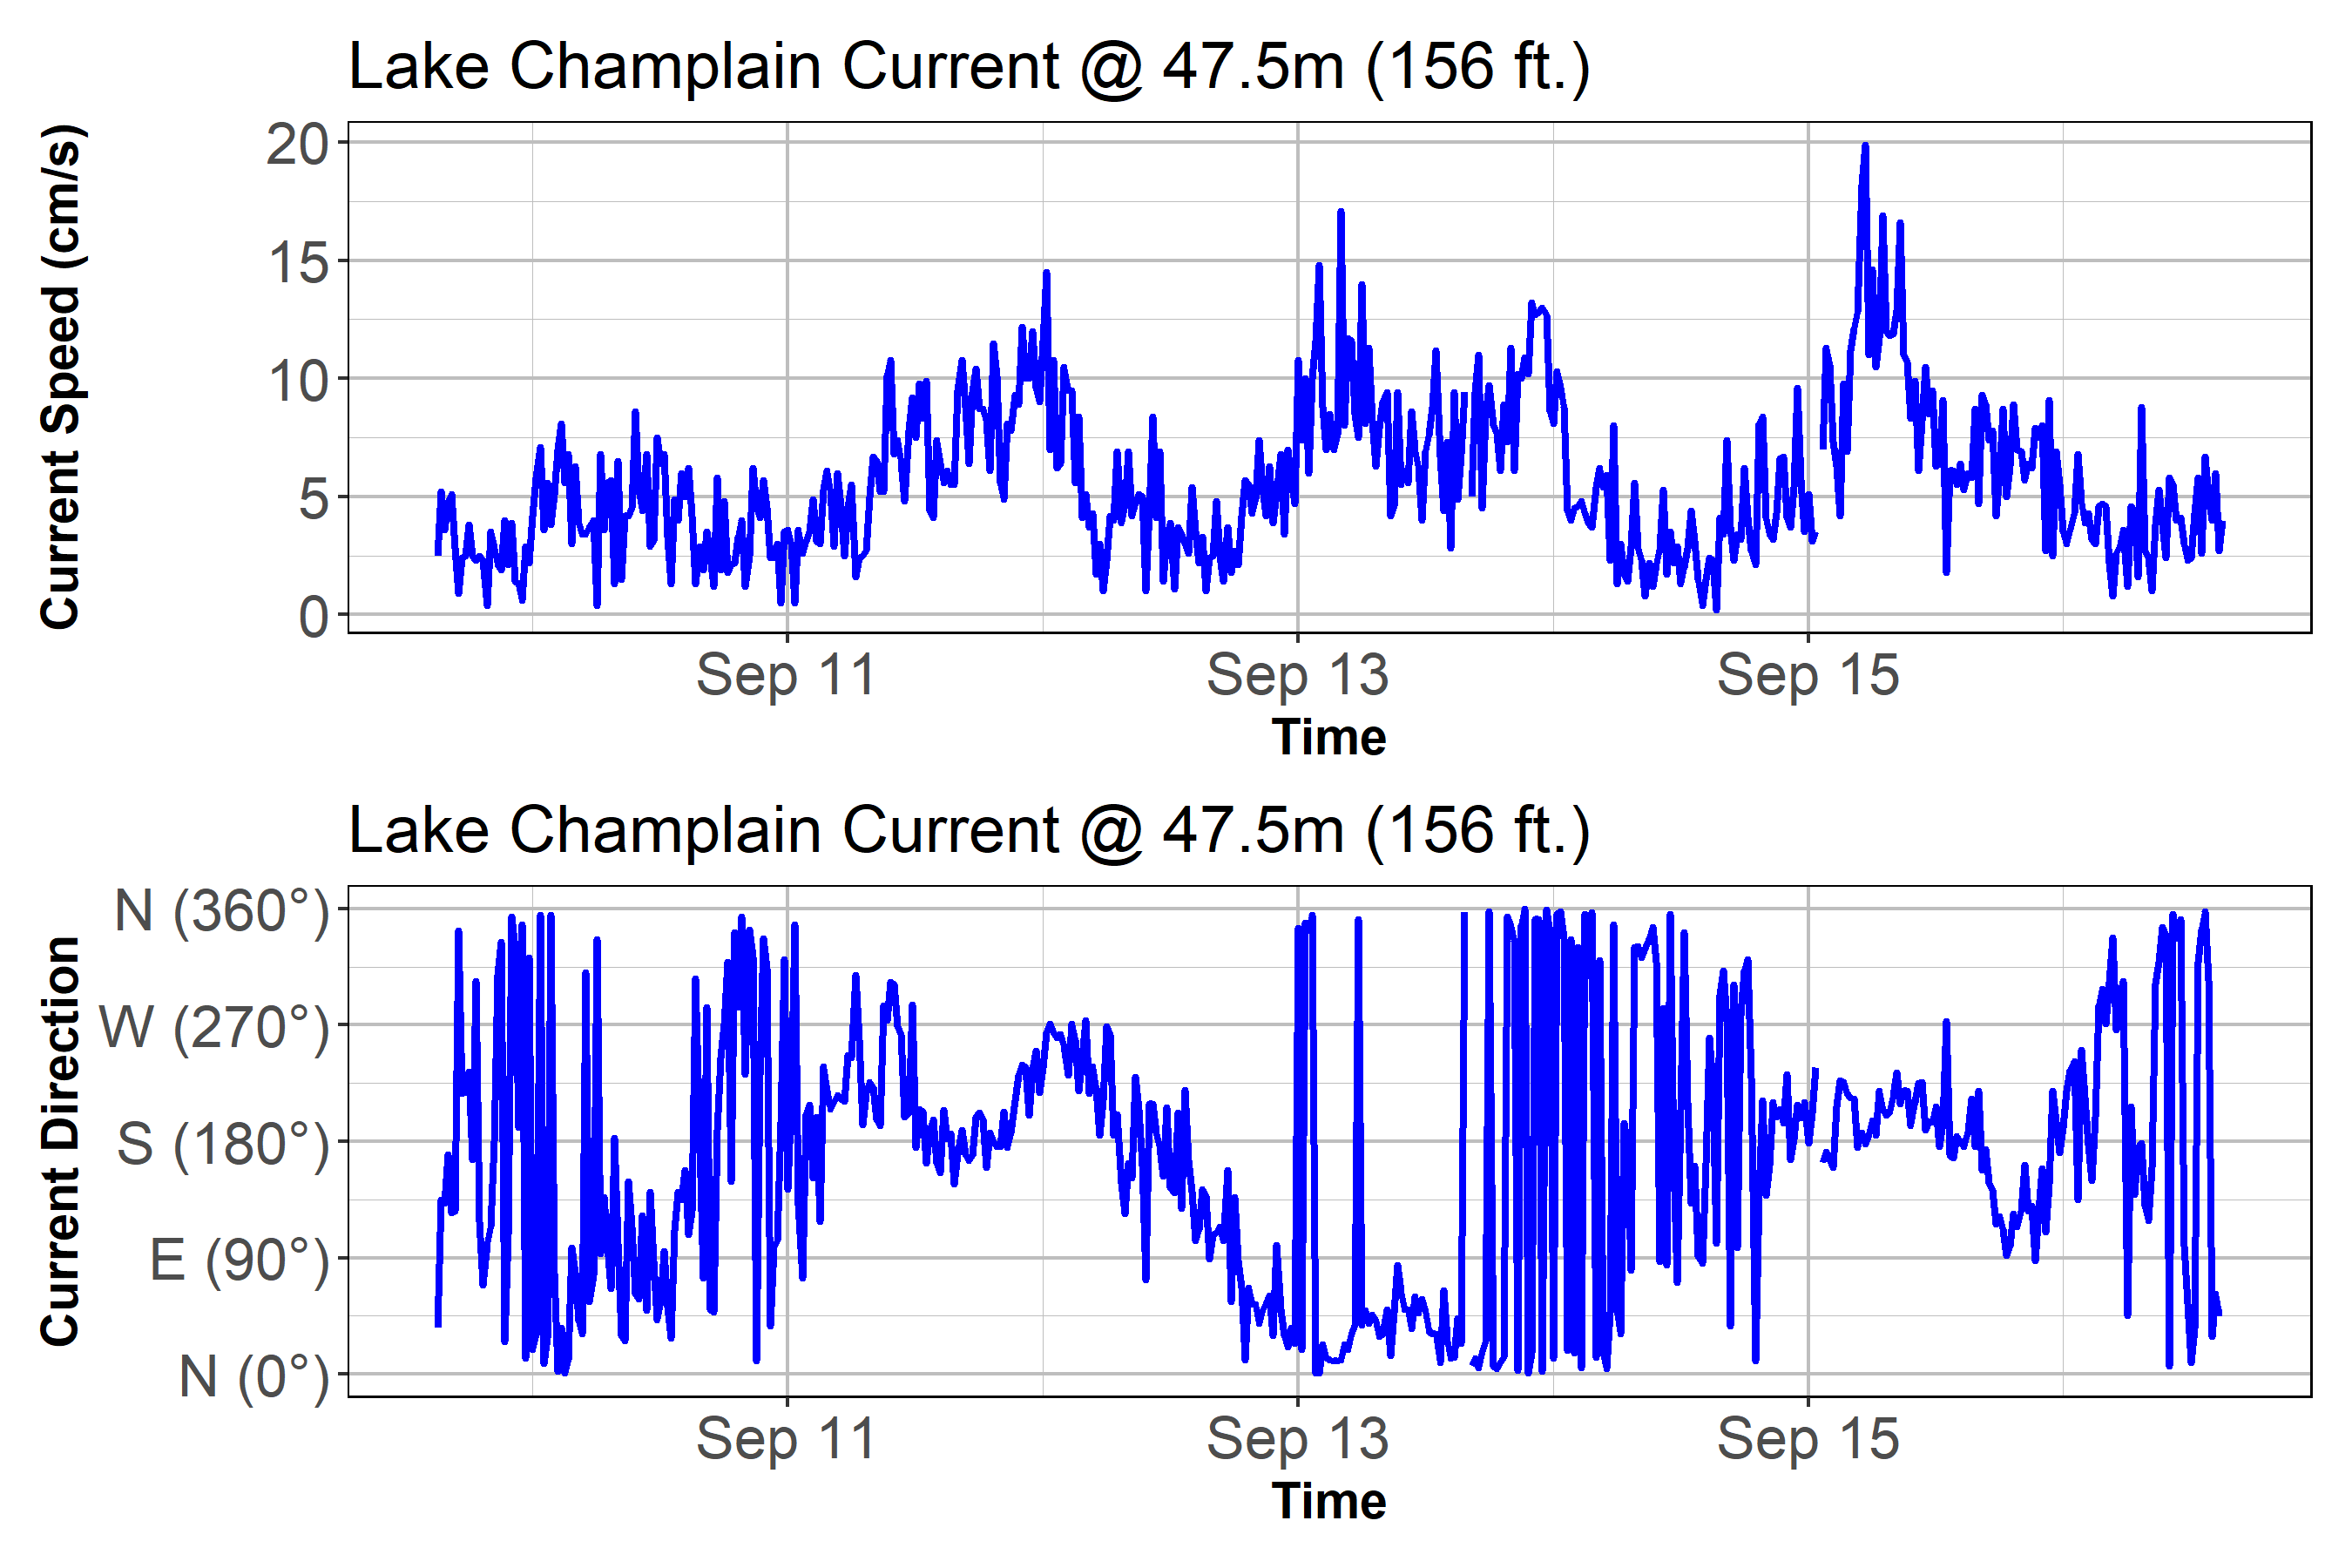 Lake Champlain Current @ 47.5m (156 ft.)
Current Speed (cm/s)
20
15
10
5
0
Sep 11 Sep 13 Sep 15
Time
Lake Champlain Current @ 47.5m (156 ft.)
Current Direction
N (360°)
W (270°)
S (180°)
E (90°)
N (0°)
Sep 11 Sep 13 Sep 15
Time